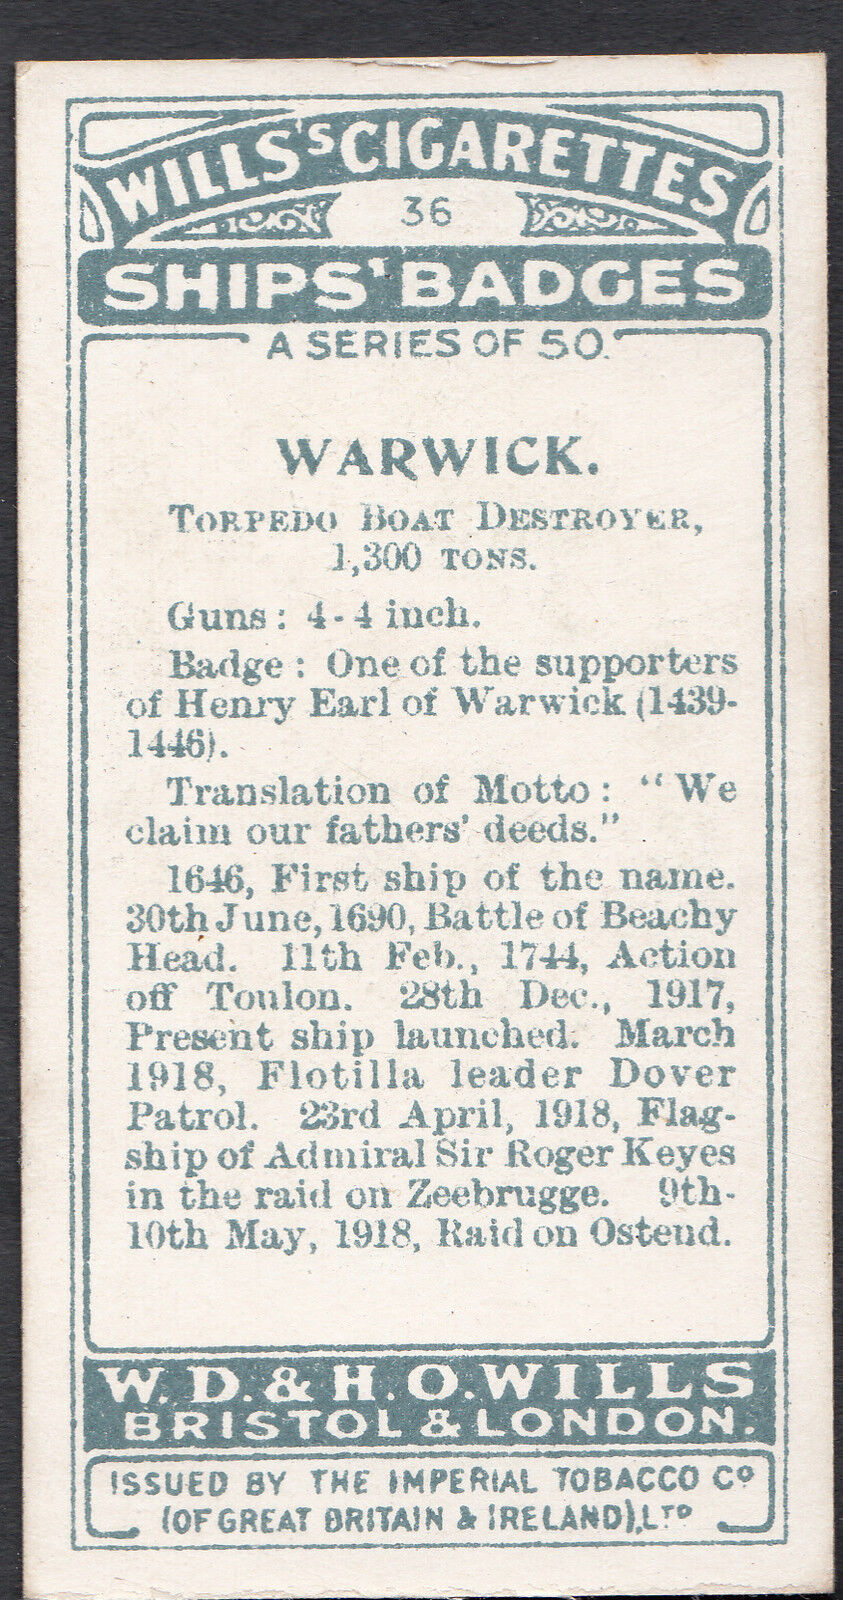 WILLS'S CIGARETTES
36
SHIPS' BADGES
A SERIES OF 50.
WARWICK.
TORPEDO BOAT DESTROYER,
1,300 TONS.
Guns: 4-4 inch.
Badge: One of the supporters
of Henry Earl of Warwick (1439-
1446).
Translation of Motto: "We
claim our fathers' deeds."
1646, First ship of the name.
30th June, 1690, Battle of Beachy
Head. 11th Feb., 1744, Action
off Toulon. 28th Dec., 1917,
Present ship launched. March
1918, Flotilla leader Dover
Patrol. 23rd April, 1918, Flag-
ship of Admiral Sir Roger Keyes
in the raid on Zeebrugge. 9th-
10th May, 1918, Raid on Ostend.
W.D. & H.O. WILLS
BRISTOL & LONDON.
ISSUED BY THE IMPERIAL TOBACCO Co
(OF GREAT BRITAIN & IRELAND), LTD